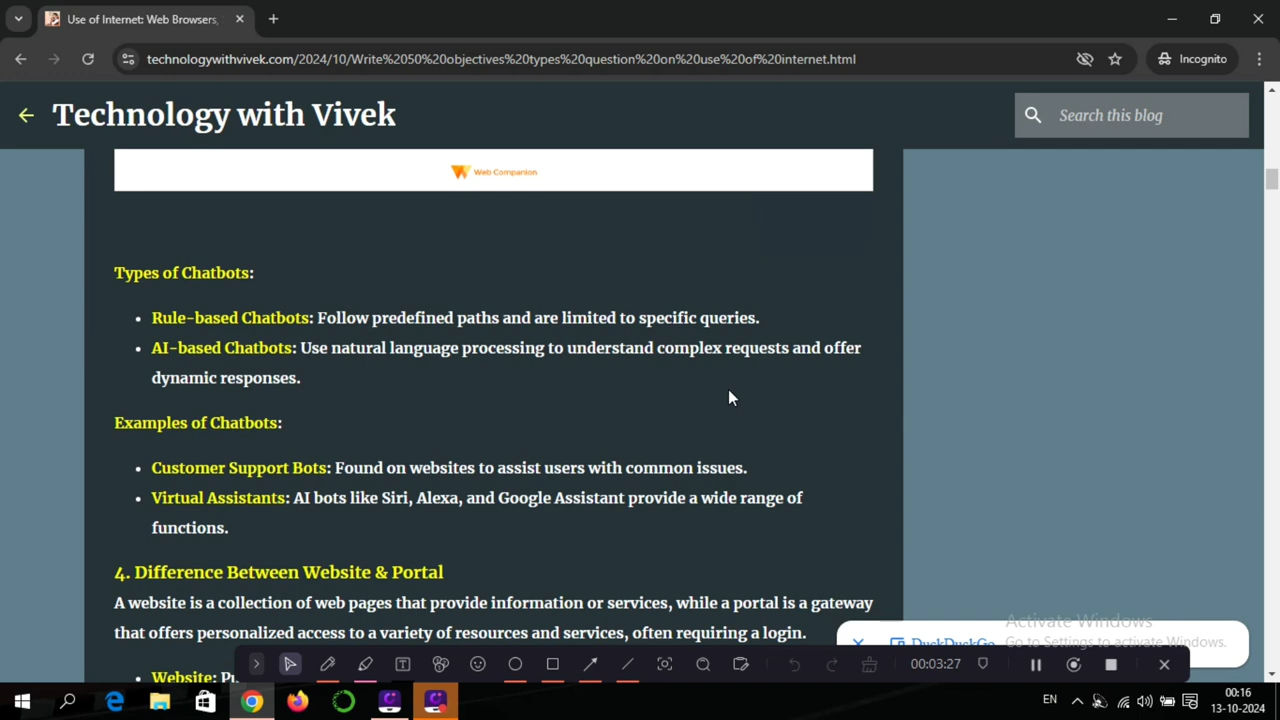 Use of Internet: Web Browsers,
technologywithvivek.com/2024/10/Write%2050%20objectives%20types%20question%20on%20use%20of%20internet.html
Incognito
Technology with Vivek
Search this blog
Web Companion
Types of Chatbots:
Rule-based Chatbots: Follow predefined paths and are limited to specific queries.
AI-based Chatbots: Use natural language processing to understand complex requests and offer
dynamic responses.
Examples of Chatbots:
Customer Support Bots: Found on websites to assist users with common issues.
Virtual Assistants: AI bots like Siri, Alexa, and Google Assistant provide a wide range of
functions.
4. Difference Between Website & Portal
A website is a collection of web pages that provide information or services, while a portal is a gateway
that offers personalized access to a variety of resources and services, often requiring a login.
Activate Windows
DuckDuckGo
Go to Settings to activate Windows.
Website:
00:03:27
EN
00:16
13-10-2024